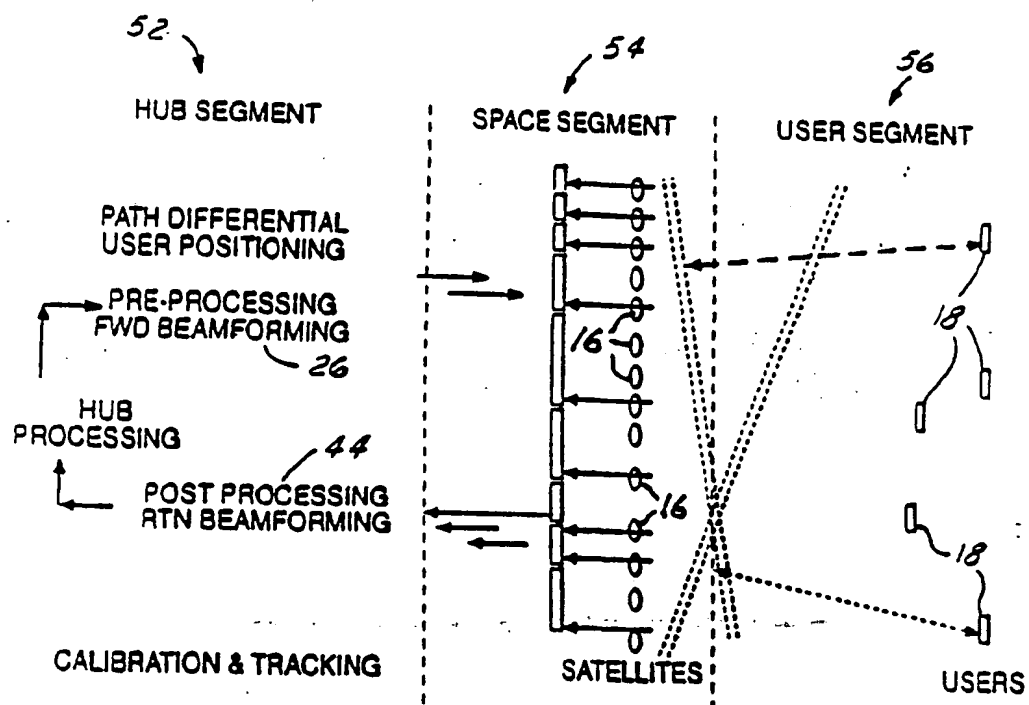 52
54
56
HUB SEGMENT
SPACE SEGMENT
USER SEGMENT
PATH DIFFERENTIAL
USER POSITIONING
PRE-PROCESSING
FWD BEAMFORMING
26
16
18
HUB
PROCESSING
44
POST PROCESSING
RTN BEAMFORMING
16
18
CALIBRATION & TRACKING
SATELLITES
USERS